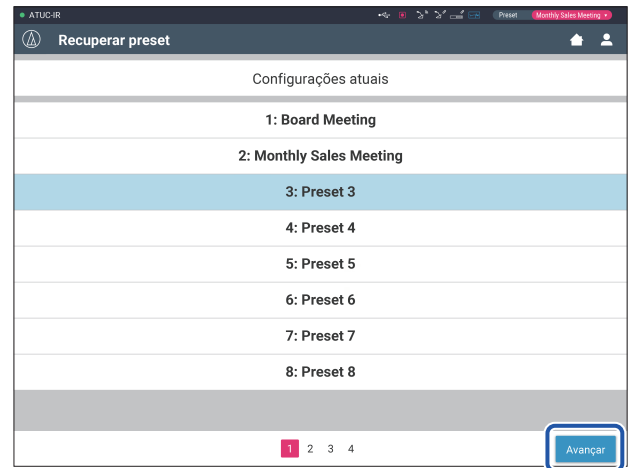 ATUC-IR Preset Monthly Sales Meeting
Recuperar preset
Configurações atuais
1: Board Meeting
2: Monthly Sales Meeting
3: Preset 3
4: Preset 4
5: Preset 5
6: Preset 6
7: Preset 7
8: Preset 8
1 2 3 4
Avançar